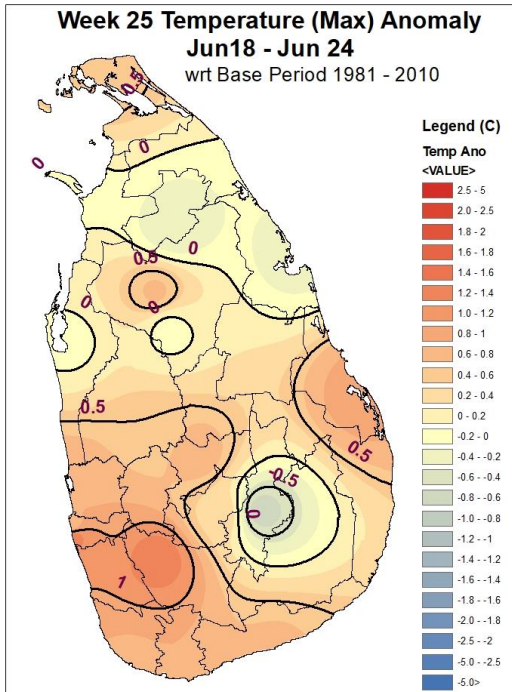 Week 25 Temperature (Max) Anomaly
Jun18 - Jun 24
wrt Base Period 1981 - 2010
Legend (C)
Temp Ano
<VALUE>
2.5 - 5
2.0 - 2.5
1.8 - 2
1.6 - 1.8
1.4 - 1.6
1.2 - 1.4
1.0 - 1.2
0.8 - 1
0.6 - 0.8
0.4 - 0.6
0.2 - 0.4
0 - 0.2
-0.2 - 0
-0.4 - -0.2
-0.6 - -0.4
-0.8 - -0.6
-1.0 - -0.8
-1.2 - -1
-1.4 - -1.2
-1.6 - -1.4
-1.8 - -1.6
-2.0 - -1.8
-2.5 - -2
-5.0 - -2.5
-5.0>
0.5
0
0
0
0.5
0
0
0.5
0.5
-0.5
0
1